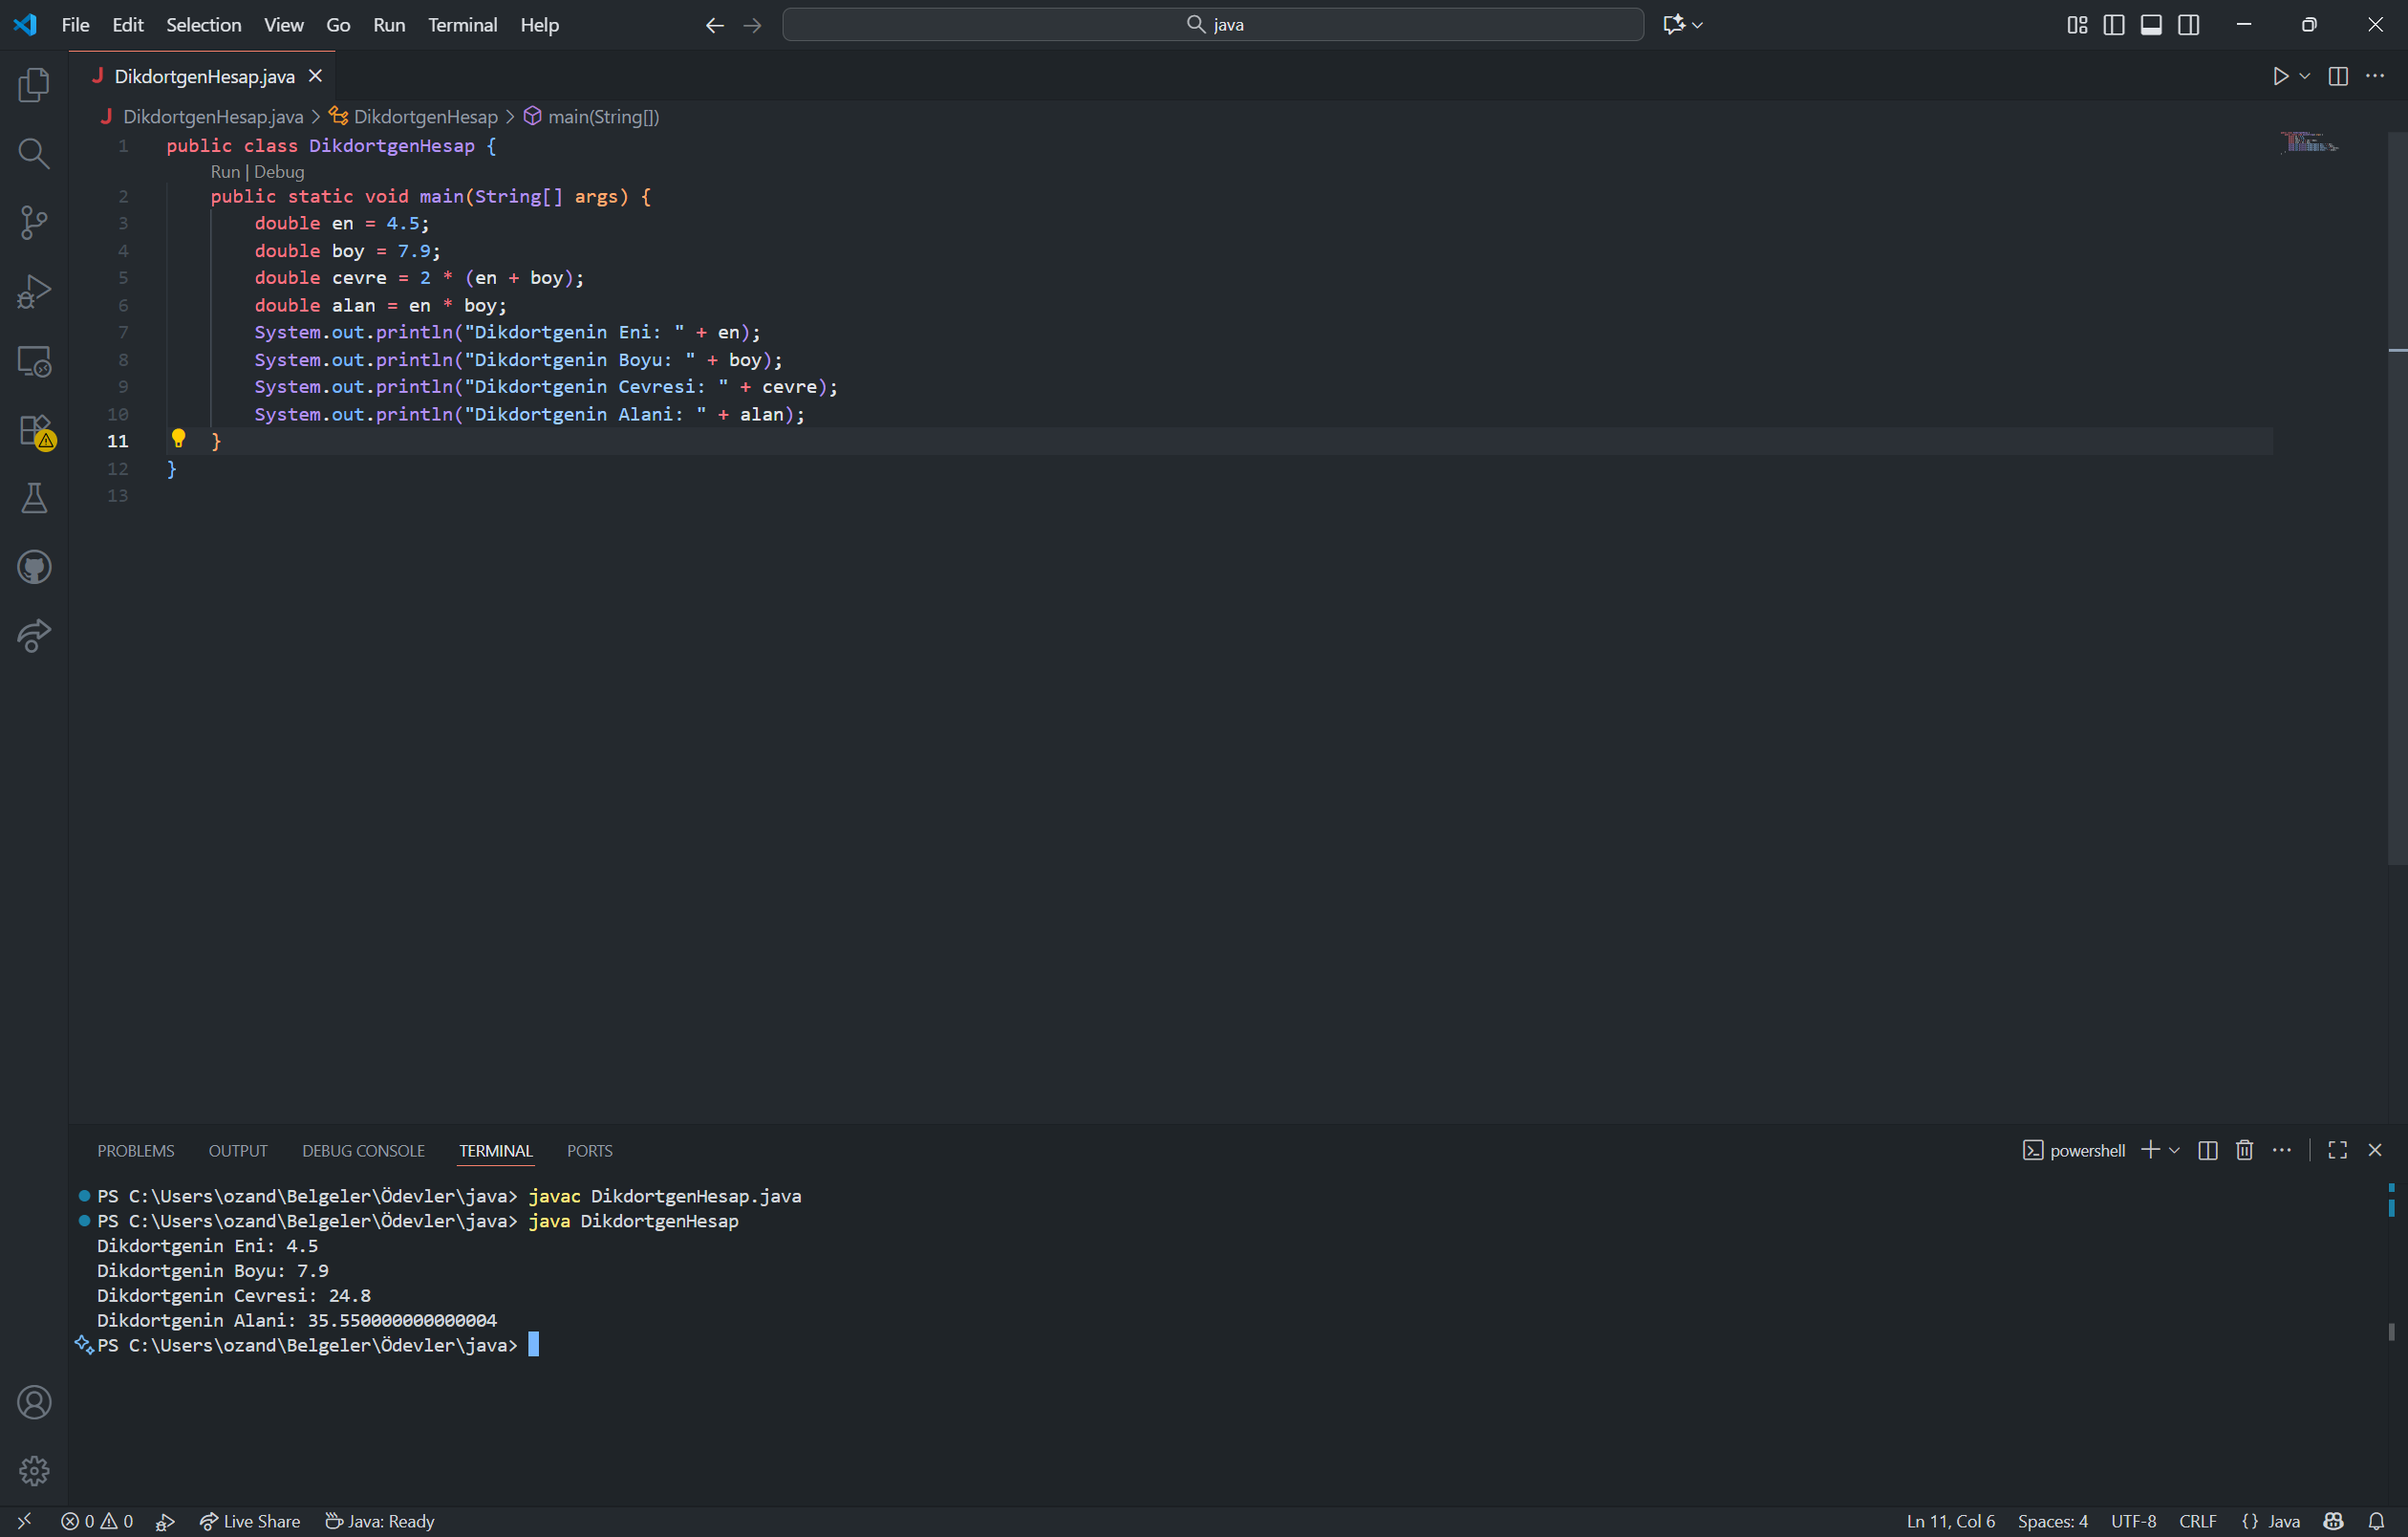 File Edit Selection View Go Run Terminal Help java
DikdortgenHesap.java
DikdortgenHesap.java > DikdortgenHesap > main(String[])
1 public class DikdortgenHesap {
Run | Debug
2 public static void main(String[] args) {
3 double en = 4.5;
4 double boy = 7.9;
5 double cevre = 2 * (en + boy);
6 double alan = en * boy;
7 System.out.println("Dikdortgenin Eni: " + en);
8 System.out.println("Dikdortgenin Boyu: " + boy);
9 System.out.println("Dikdortgenin Cevresi: " + cevre);
10 System.out.println("Dikdortgenin Alani: " + alan);
11 }
12 }
13
PROBLEMS OUTPUT DEBUG CONSOLE TERMINAL PORTS powershell
PS C:\Users\ozand\Belgeler\Ödevler\java> javac DikdortgenHesap.java
PS C:\Users\ozand\Belgeler\Ödevler\java> java DikdortgenHesap
Dikdortgenin Eni: 4.5
Dikdortgenin Boyu: 7.9
Dikdortgenin Cevresi: 24.8
Dikdortgenin Alani: 35.550000000000004
PS C:\Users\ozand\Belgeler\Ödevler\java>
0 0 Live Share Java: Ready Ln 11, Col 6 Spaces: 4 UTF-8 CRLF {} Java